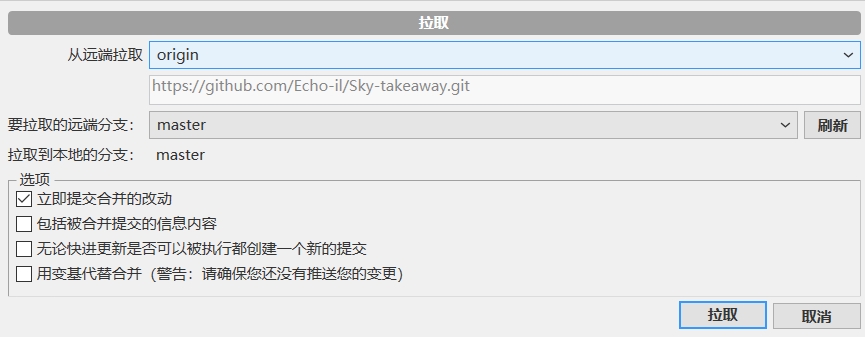 拉取
从远端拉取 origin
https://github.com/Echo-il/Sky-takeaway.git
要拉取的远端分支： master 刷新
拉取到本地的分支： master
选项
立即提交合并的改动
包括被合并提交的信息内容
无论快进更新是否可以被执行都创建一个新的提交
用变基代替合并（警告：请确保您还没有推送您的变更）
拉取 取消